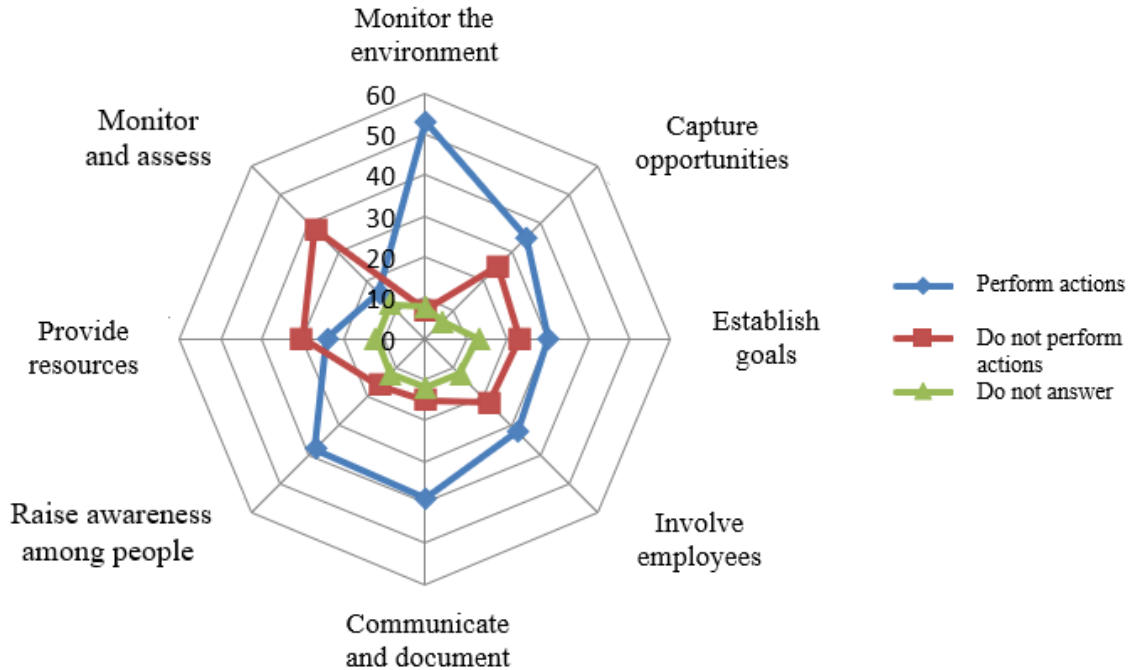 Monitor the
environment
Monitor
and assess
Capture
opportunities
60
50
40
30
20
10
0
Provide
resources
Establish
goals
Perform actions
Do not perform
actions
Do not answer
Raise awareness
among people
Involve
employees
Communicate
and document